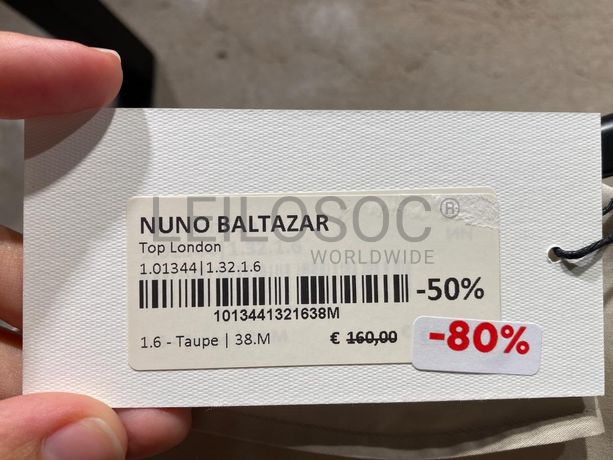 LEILOSOC®
WORLDWIDE
NUNO BALTAZAR
Top London
1.01344|1.32.1.6
-50%
1013441321638M
1.6 - Taupe | 38.M
€ 160,00
-80%